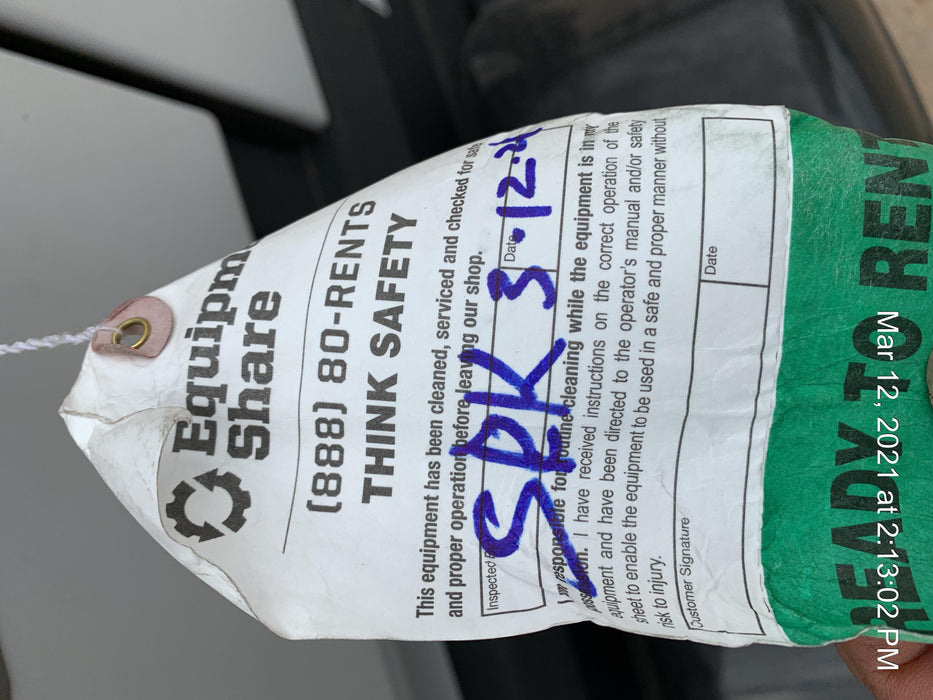 Equipm
Share
(888) 80-RENTS
THINK SAFETY
This equipment has been cleaned, serviced and checked for safe
and proper operation before leaving our shop.
Inspected
Date
3-12-21
responsible for routine cleaning while the equipment is in my
I have received instructions on the correct operation of the
equipment and have been directed to the operator's manual and/or safety
sheet to enable the equipment to be used in a safe and proper manner without
risk to injury.
Customer Signature
Date
READY TO RENT
Mar 12, 2021 at 2:13:02 PM